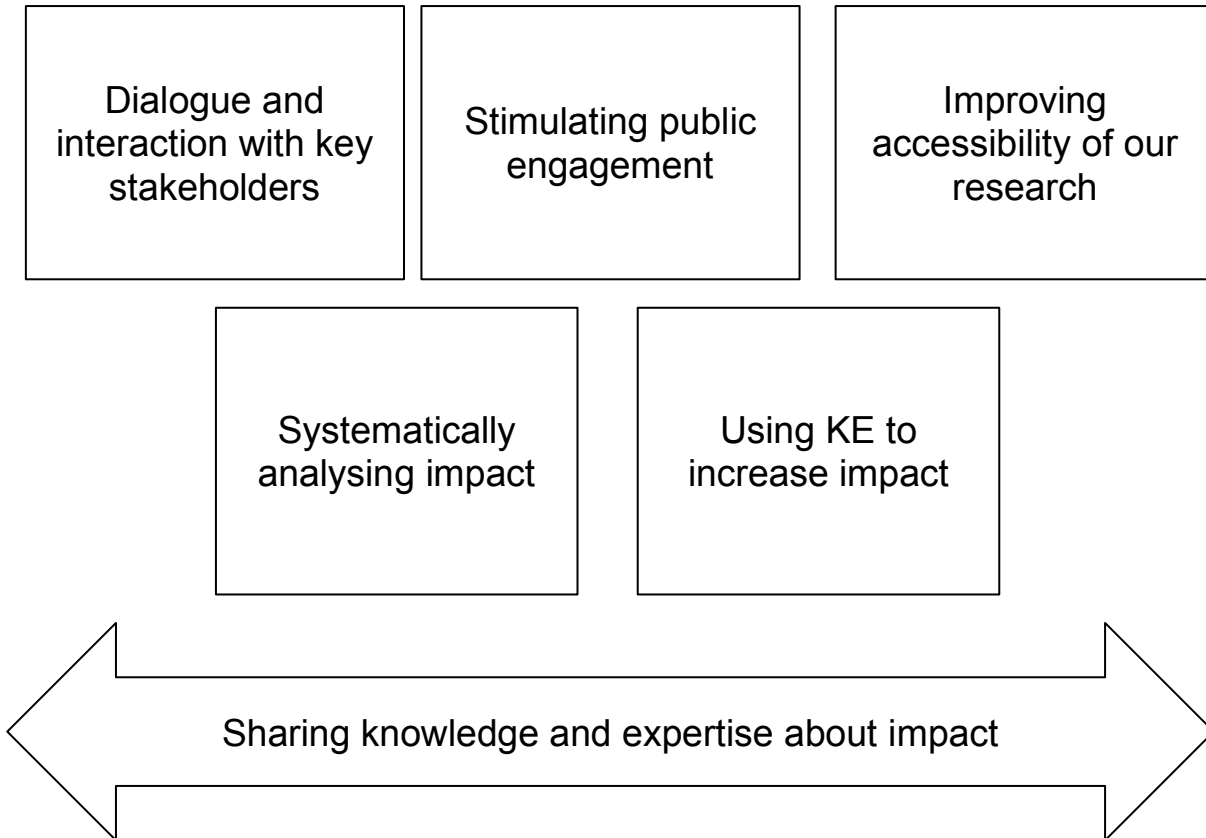 Dialogue and
interaction with key
stakeholders
Stimulating public
engagement
Improving
accessibility of our
research
Systematically
analysing impact
Using KE to
increase impact
Sharing knowledge and expertise about impact